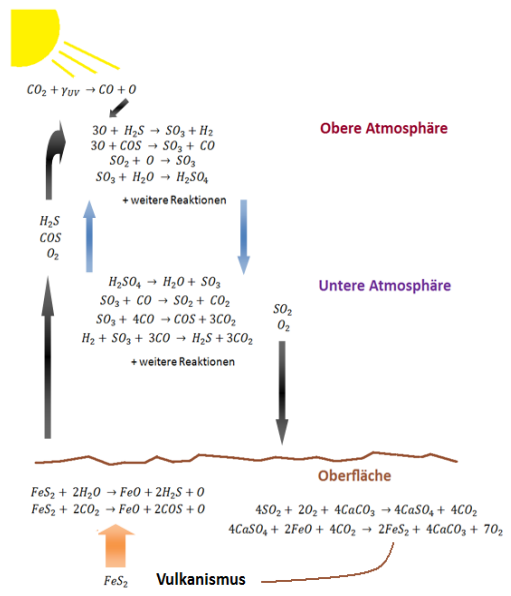 CO₂ + γ_UV → CO + O
3O + H₂S → SO₃ + H₂
3O + COS → SO₃ + CO
SO₂ + O → SO₃
SO₃ + H₂O → H₂SO₄
+ weitere Reaktionen
Obere Atmosphäre
H₂S
COS
O₂
H₂SO₄ → H₂O + SO₃
SO₃ + CO → SO₂ + CO₂
SO₃ + 4CO → COS + 3CO₂
H₂ + SO₃ + 3CO → H₂S + 3CO₂
+ weitere Reaktionen
Untere Atmosphäre
SO₂
O₂
Oberfläche
FeS₂ + 2H₂O → FeO + 2H₂S + O
FeS₂ + 2CO₂ → FeO + 2COS + O
4SO₂ + 2O₂ + 4CaCO₃ → 4CaSO₄ + 4CO₂
4CaSO₄ + 2FeO + 4CO₂ → 2FeS₂ + 4CaCO₃ + 7O₂
FeS₂
Vulkanismus